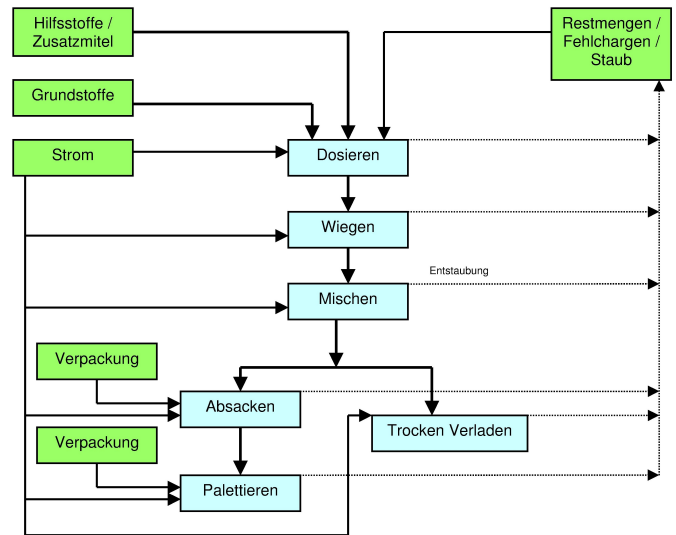 Hilfsstoffe /
Zusatzmitel
Restmengen /
Fehlchargen /
Staub
Grundstoffe
Strom
Dosieren
Wiegen
Entstaubung
Mischen
Verpackung
Absacken
Trocken Verladen
Verpackung
Palettieren